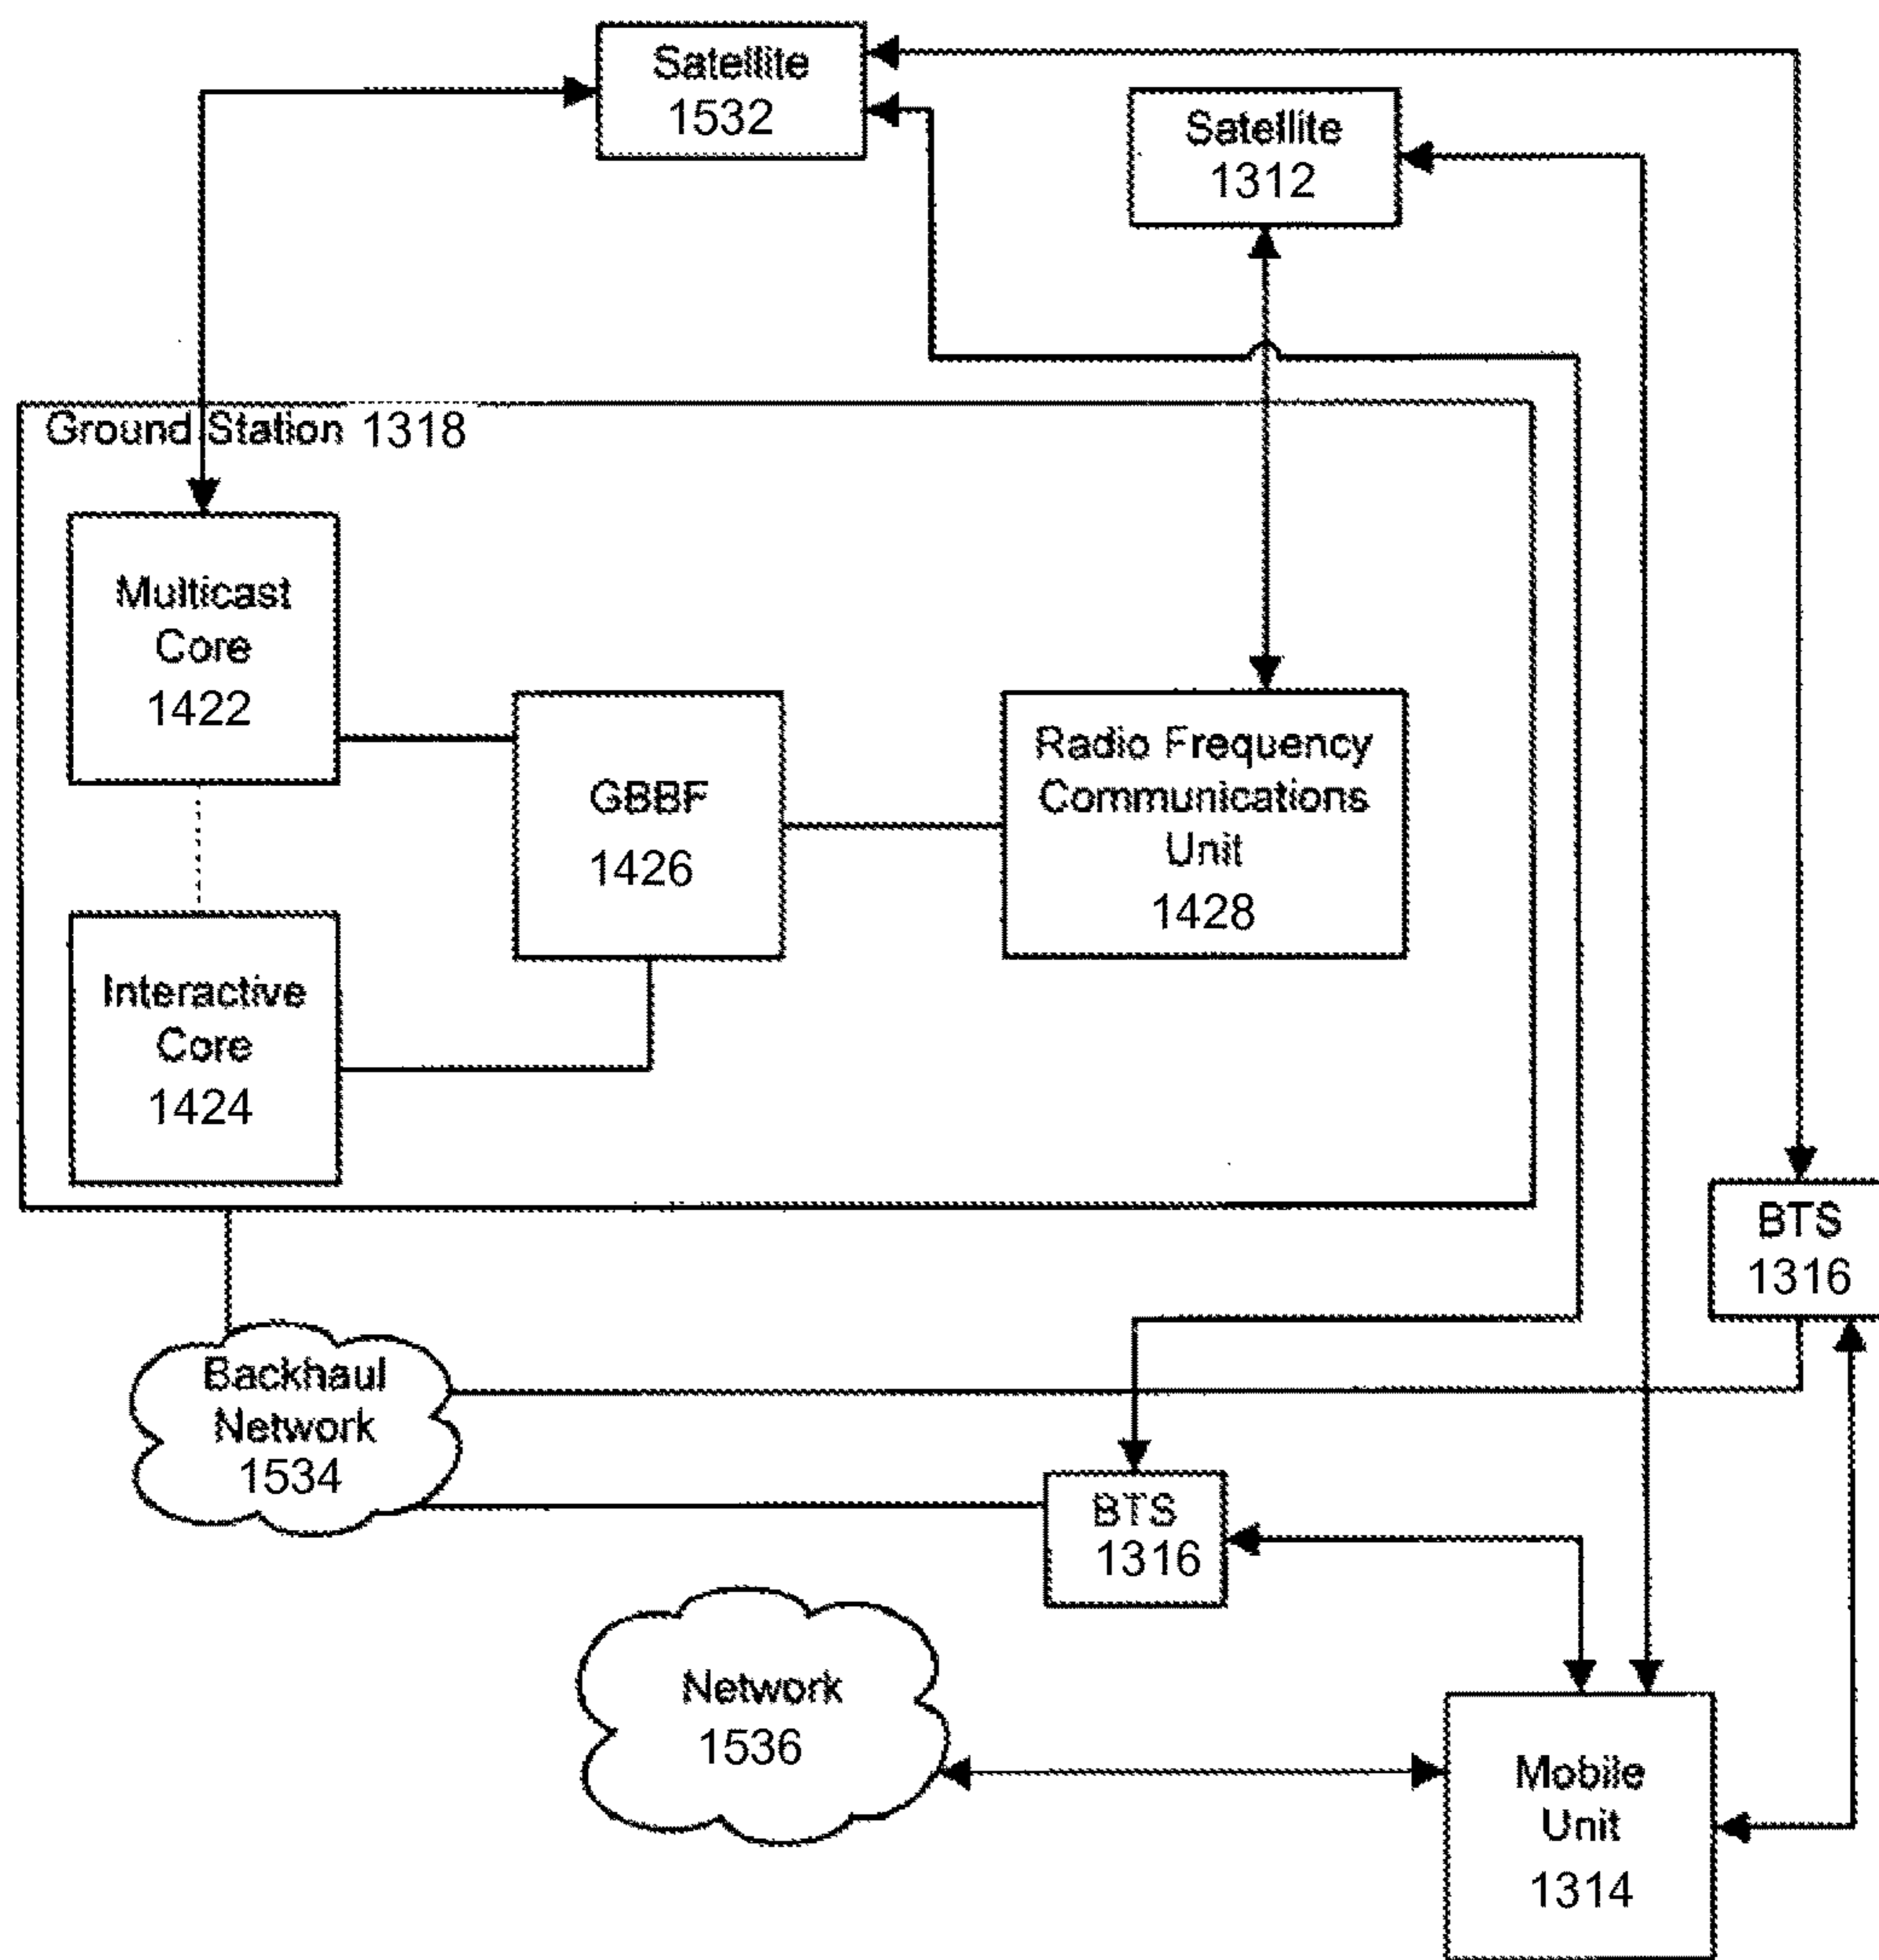 Satellite
1532
Satellite
1312
Ground Station 1318
Multicast
Core
1422
GBBF
1426
Radio Frequency
Communications
Unit
1428
Interactive
Core
1424
BTS
1316
Backhaul
Network
1534
BTS
1316
Network
1536
Mobile
Unit
1314